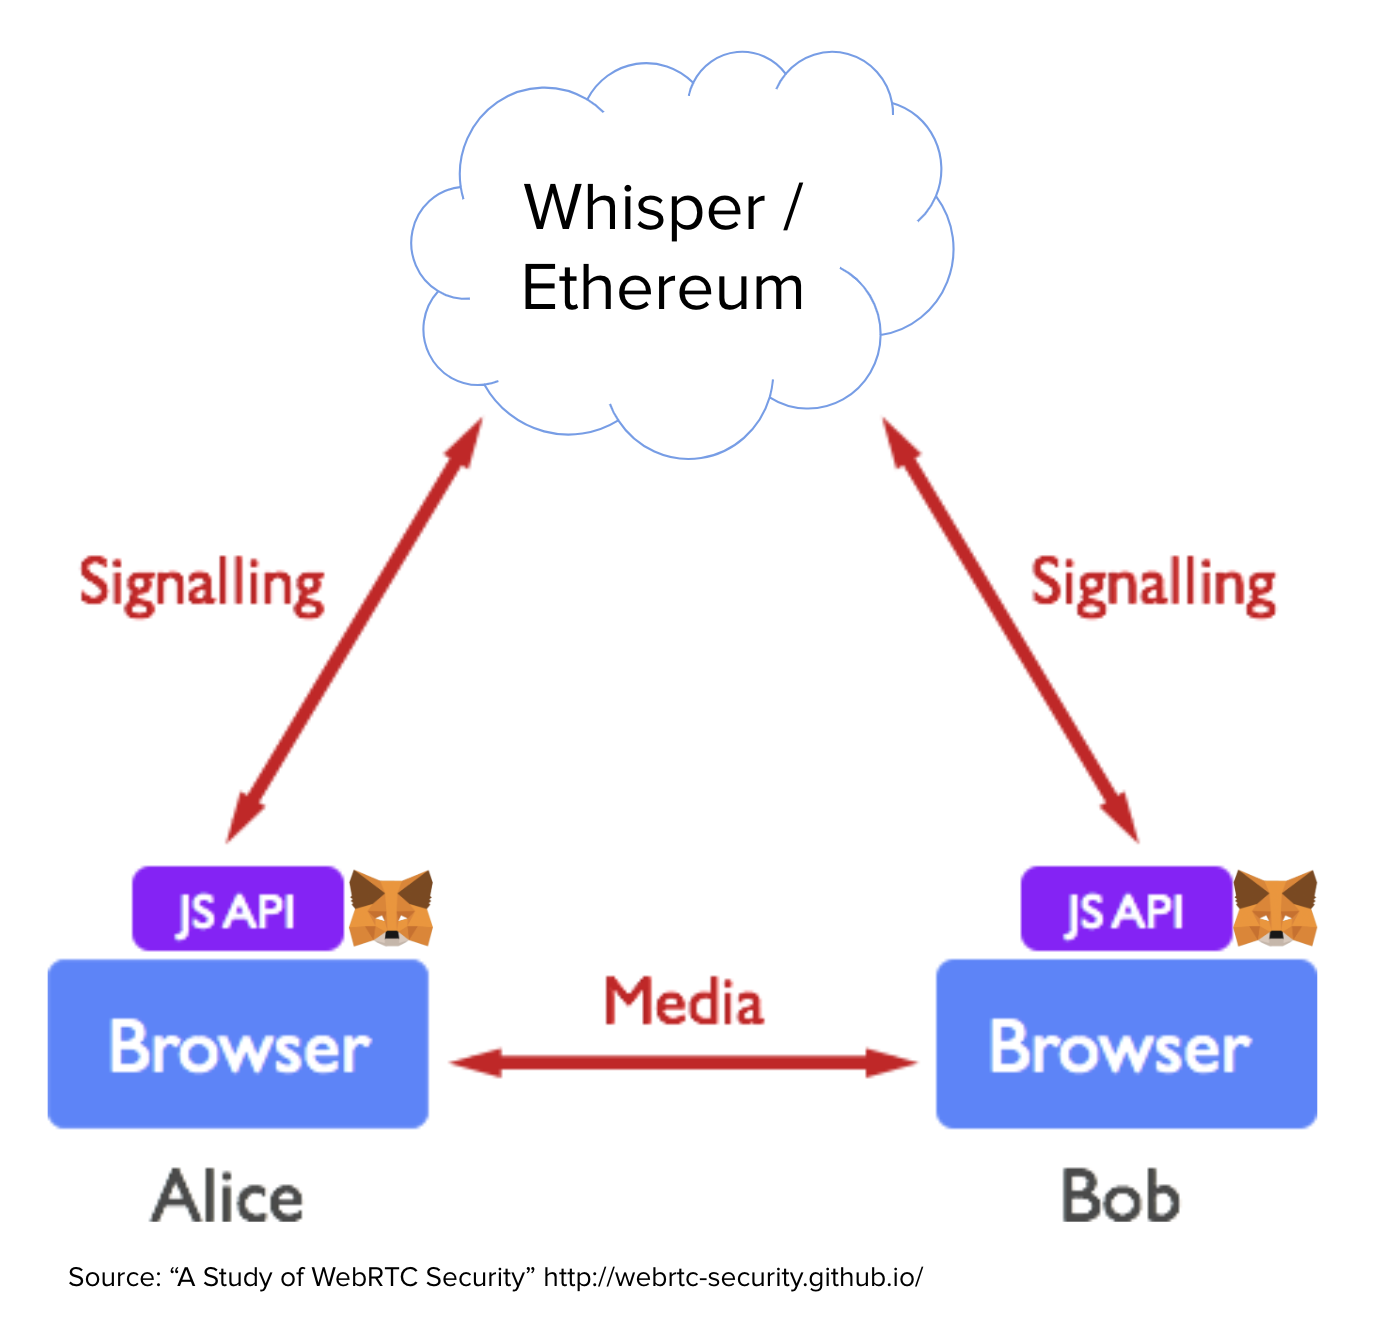 Whisper /
Ethereum
Signalling
Signalling
JS API
JS API
Browser
Media
Browser
Alice
Bob
Source: “A Study of WebRTC Security” http://webrtc-security.github.io/